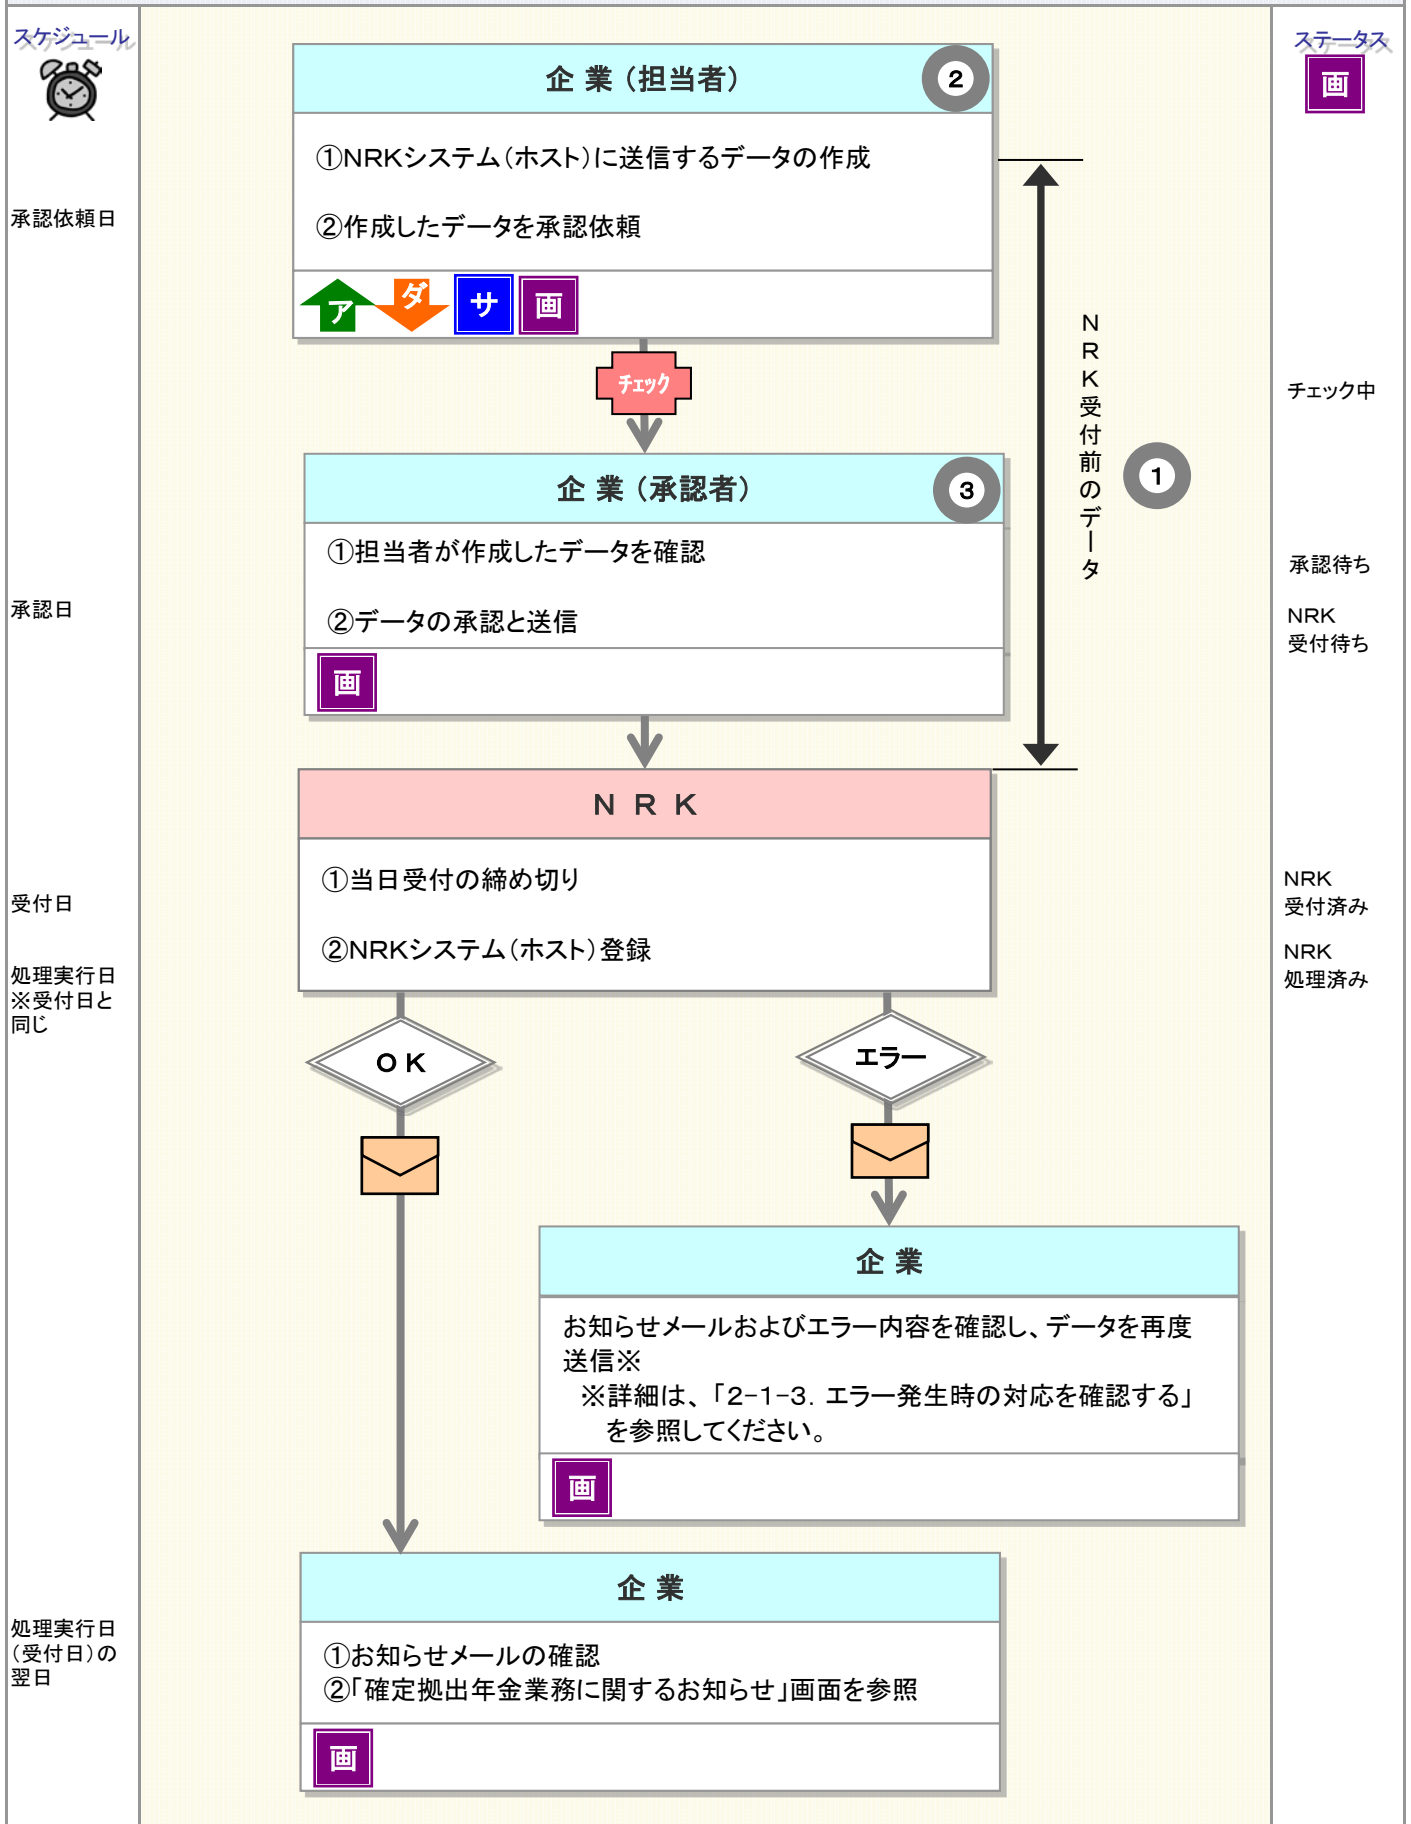 スケジュール
ステータス
画
企 業 （担当者）
2
①NRKシステム（ホスト）に送信するデータの作成
承認依頼日
②作成したデータを承認依頼
ア
ダ
サ
画
チェック
チェック中
NRK受付前のデータ
1
企 業 （承認者）
3
①担当者が作成したデータを確認
承認待ち
承認日
②データの承認と送信
NRK
受付待ち
画
N R K
①当日受付の締め切り
受付日
NRK
受付済み
②NRKシステム（ホスト）登録
処理実行日
※受付日と
同じ
NRK
処理済み
OK
エラー
企 業
お知らせメールおよびエラー内容を確認し、データを再度
送信※
※詳細は、「2-1-3. エラー発生時の対応を確認する」
を参照してください。
画
企 業
処理実行日
（受付日）の
翌日
①お知らせメールの確認
②「確定拠出年金業務に関するお知らせ」画面を参照
画